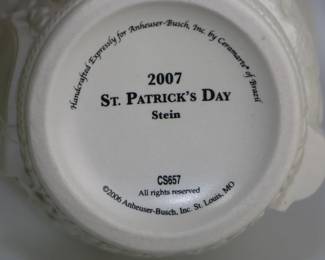 Handcrafted Expressly for Anheuser-Busch, Inc. by Ceramarte® of Brazil
2007
ST. PATRICK'S DAY
Stein
CS657
All rights reserved
©2006 Anheuser-Busch, Inc. St. Louis, MO